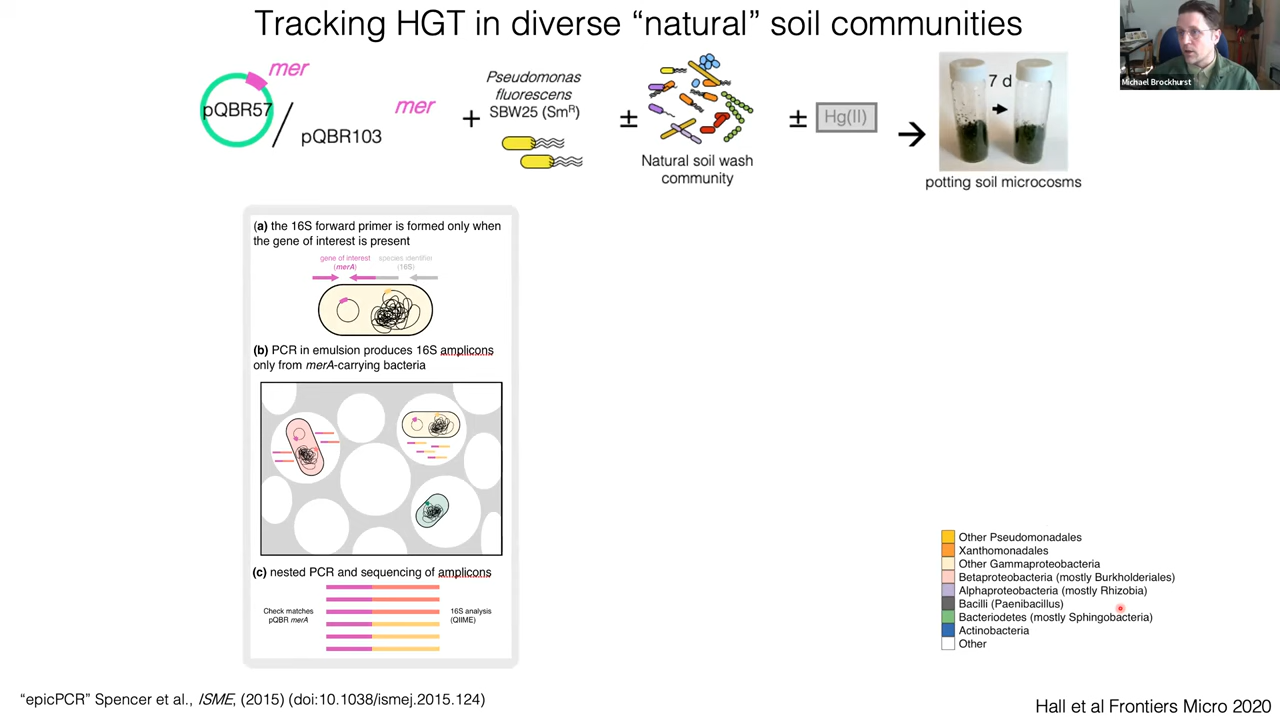 Tracking HGT in diverse “natural” soil communities
Michael Brockhurst
mer
pQBR57
/
pQBR103
mer
+
Pseudomonas
fluorescens
SBW25 (SmR)
±
Natural soil wash
community
±
Hg(II)
7 d
potting soil microcosms
(a) the 16S forward primer is formed only when
the gene of interest is present
gene of interest
(merA)
species identifier
(16S)
(b) PCR in emulsion produces 16S amplicons
only from merA-carrying bacteria
(c) nested PCR and sequencing of amplicons
Check matches
pQBR merA
16S analysis
(QIIME)
Other Pseudomonadales
Xanthomonadales
Other Gammaproteobacteria
Betaproteobacteria (mostly Burkholderiales)
Alphaproteobacteria (mostly Rhizobia)
Bacilli (Paenibacillus)
Bacteriodetes (mostly Sphingobacteria)
Actinobacteria
Other
“epicPCR” Spencer et al., ISME, (2015) (doi:10.1038/ismej.2015.124)
Hall et al Frontiers Micro 2020